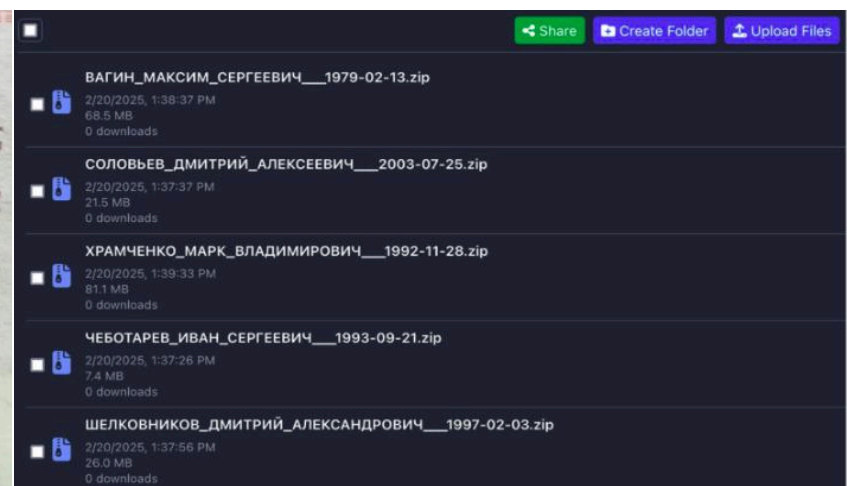 Share Create Folder Upload Files
ВАГИН_МАКСИМ_СЕРГЕЕВИЧ___1979-02-13.zip
2/20/2025, 1:38:37 PM
68.5 MB
0 downloads
СОЛОВЬЕВ_ДМИТРИЙ_АЛЕКСЕЕВИЧ___2003-07-25.zip
2/20/2025, 1:37:37 PM
21.5 MB
0 downloads
ХРАМЧЕНКО_МАРК_ВЛАДИМИРОВИЧ___1992-11-28.zip
2/20/2025, 1:39:33 PM
81.1 MB
0 downloads
ЧЕБОТАРЕВ_ИВАН_СЕРГЕЕВИЧ___1993-09-21.zip
2/20/2025, 1:37:26 PM
7.4 MB
0 downloads
ШЕЛКОВНИКОВ_ДМИТРИЙ_АЛЕКСАНДРОВИЧ___1997-02-03.zip
2/20/2025, 1:37:56 PM
26.0 MB
0 downloads